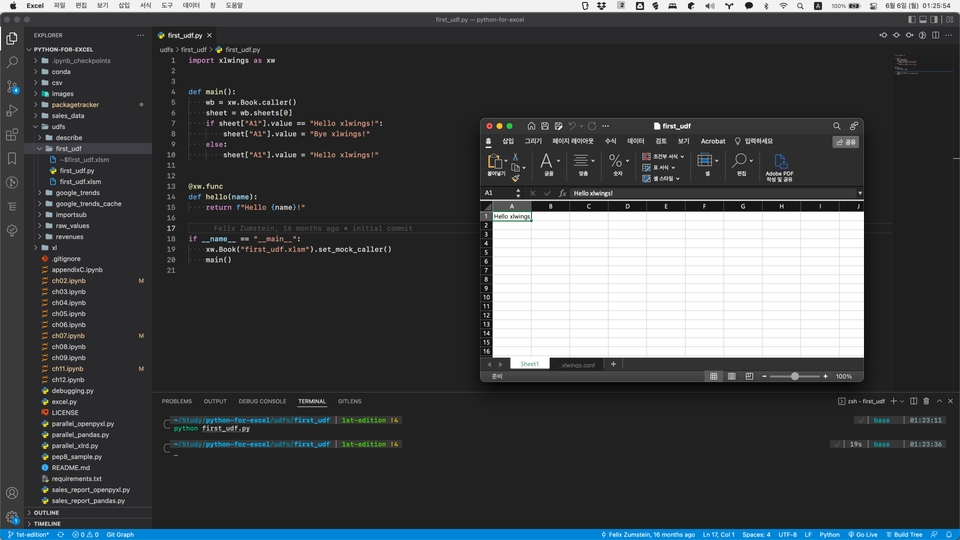 Excel 파일 편집 보기 삽입 서식 도구 데이터 창 도움말 100% 6월 6일 (월) 01:25:54
first_udf.py — python-for-excel
EXPLORER
PYTHON-FOR-EXCEL
.ipynb_checkpoints
conda
csv
images
packagetracker
sales_data
udfs
describe
first_udf
~$first_udf.xlsm
first_udf.py
first_udf.xlsm
google_trends
google_trends_cache
importsub
raw_values
revenues
xl
.gitignore
appendixC.ipynb
ch02.ipynb M
ch03.ipynb
ch04.ipynb
ch05.ipynb
ch06.ipynb
ch07.ipynb M
ch08.ipynb
ch09.ipynb
ch11.ipynb M
ch12.ipynb
debugging.py
excel.py
LICENSE
parallel_openpyxl.py
parallel_pandas.py
parallel_xlrd.py
pep8_sample.py
README.md
requirements.txt
sales_report_openpyxl.py
sales_report_pandas.py
OUTLINE
TIMELINE
first_udf.py
udfs > first_udf > first_udf.py
1 import xlwings as xw
2
3
4 def main():
5 wb = xw.Book.caller()
6 sheet = wb.sheets[0]
7 if sheet["A1"].value == "Hello xlwings!":
8 sheet["A1"].value = "Bye xlwings!"
9 else:
10 sheet["A1"].value = "Hello xlwings!"
11
12
13 @xw.func
14 def hello(name):
15 return f"Hello {name}!"
16
17 Felix Zumstein, 16 months ago • initial commit
18 if __name__ == "__main__":
19 xw.Book("first_udf.xlsm").set_mock_caller()
20 main()
21
first_udf
홈 삽입 그리기 페이지 레이아웃 수식 데이터 검토 보기 Acrobat 입력하세요 공유
붙여넣기 글꼴 맞춤 수식 조건부 서식 표 서식 셀 스타일 셀 편집 Adobe PDF 작성 및 공유
A1 fx Hello xlwings!
A B C D E F G H I J
1 Hello xlwings
2
3
4
5
6
7
8
9
10
11
12
13
14
15
16
Sheet1 _xlwings.conf +
준비 100%
PROBLEMS OUTPUT DEBUG CONSOLE TERMINAL GITLENS zsh - first_udf
~/Study/python-for-excel/udfs/first_udf | 1st-edition !4 base 01:23:11
python first_udf.py
~/Study/python-for-excel/udfs/first_udf | 1st-edition !4 19s base 01:23:36
1st-edition* 0 0 Git Graph Felix Zumstein, 16 months ago Ln 17, Col 1 Spaces: 4 UTF-8 LF Python Go Live Build Tree